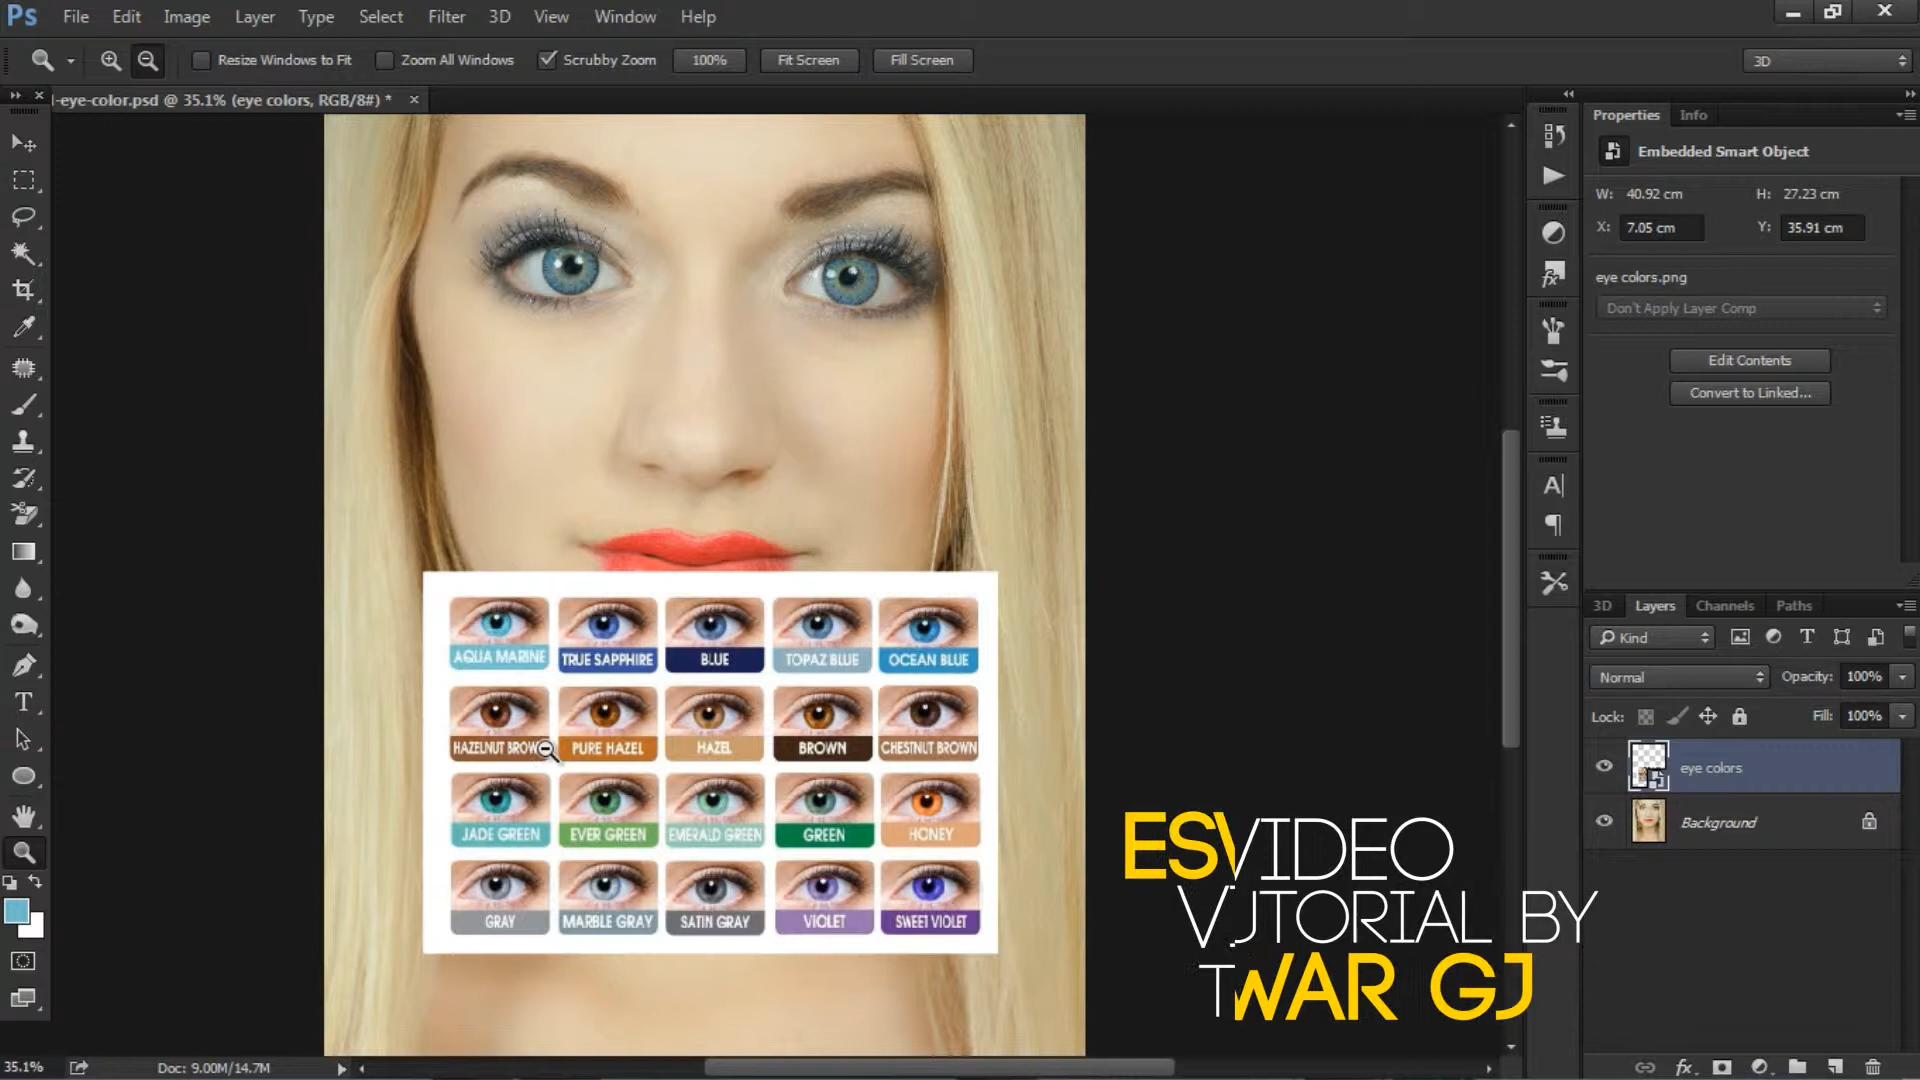 Ps File Edit Image Layer Type Select Filter 3D View Window Help
Resize Windows to Fit Zoom All Windows Scrubby Zoom 100% Fit Screen Fill Screen 3D
-eye-color.psd @ 35.1% (eye colors, RGB/8#) * ×
Properties Info
Embedded Smart Object
W: 40.92 cm H: 27.23 cm
X: 7.05 cm Y: 35.91 cm
eye colors.png
Don't Apply Layer Comp
Edit Contents
Convert to Linked...
AQUA MARINE TRUE SAPPHIRE BLUE TOPAZ BLUE OCEAN BLUE
HAZELNUT BROWN PURE HAZEL HAZEL BROWN CHESTNUT BROWN
JADE GREEN EVER GREEN EMERALD GREEN GREEN HONEY
GRAY MARBLE GRAY SATIN GRAY VIOLET SWEET VIOLET
3D Layers Channels Paths
Kind
Normal Opacity: 100%
Lock: Fill: 100%
eye colors
Background
VIDEO
TORIAL BY
WAR GJ
35.1% Doc: 9.00M/14.7M